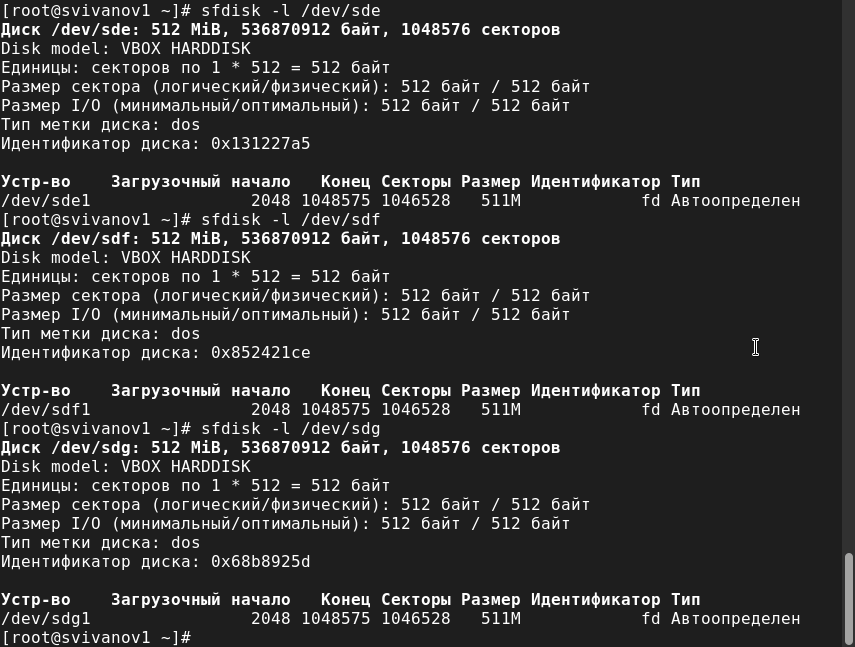 [root@svivanov1 ~]# sfdisk -l /dev/sde
Диск /dev/sde: 512 MiB, 536870912 байт, 1048576 секторов
Disk model: VBOX HARDDISK
Единицы: секторов по 1 * 512 = 512 байт
Размер сектора (логический/физический): 512 байт / 512 байт
Размер I/O (минимальный/оптимальный): 512 байт / 512 байт
Тип метки диска: dos
Идентификатор диска: 0x131227a5
Устр-во    Загрузочный начало   Конец Секторы Размер Идентификатор Тип
/dev/sde1                2048 1048575 1046528   511M            fd Автоопределен
[root@svivanov1 ~]# sfdisk -l /dev/sdf
Диск /dev/sdf: 512 MiB, 536870912 байт, 1048576 секторов
Disk model: VBOX HARDDISK
Единицы: секторов по 1 * 512 = 512 байт
Размер сектора (логический/физический): 512 байт / 512 байт
Размер I/O (минимальный/оптимальный): 512 байт / 512 байт
Тип метки диска: dos
Идентификатор диска: 0x852421ce
Устр-во    Загрузочный начало   Конец Секторы Размер Идентификатор Тип
/dev/sdf1                2048 1048575 1046528   511M            fd Автоопределен
[root@svivanov1 ~]# sfdisk -l /dev/sdg
Диск /dev/sdg: 512 MiB, 536870912 байт, 1048576 секторов
Disk model: VBOX HARDDISK
Единицы: секторов по 1 * 512 = 512 байт
Размер сектора (логический/физический): 512 байт / 512 байт
Размер I/O (минимальный/оптимальный): 512 байт / 512 байт
Тип метки диска: dos
Идентификатор диска: 0x68b8925d
Устр-во    Загрузочный начало   Конец Секторы Размер Идентификатор Тип
/dev/sdg1                2048 1048575 1046528   511M            fd Автоопределен
[root@svivanov1 ~]#